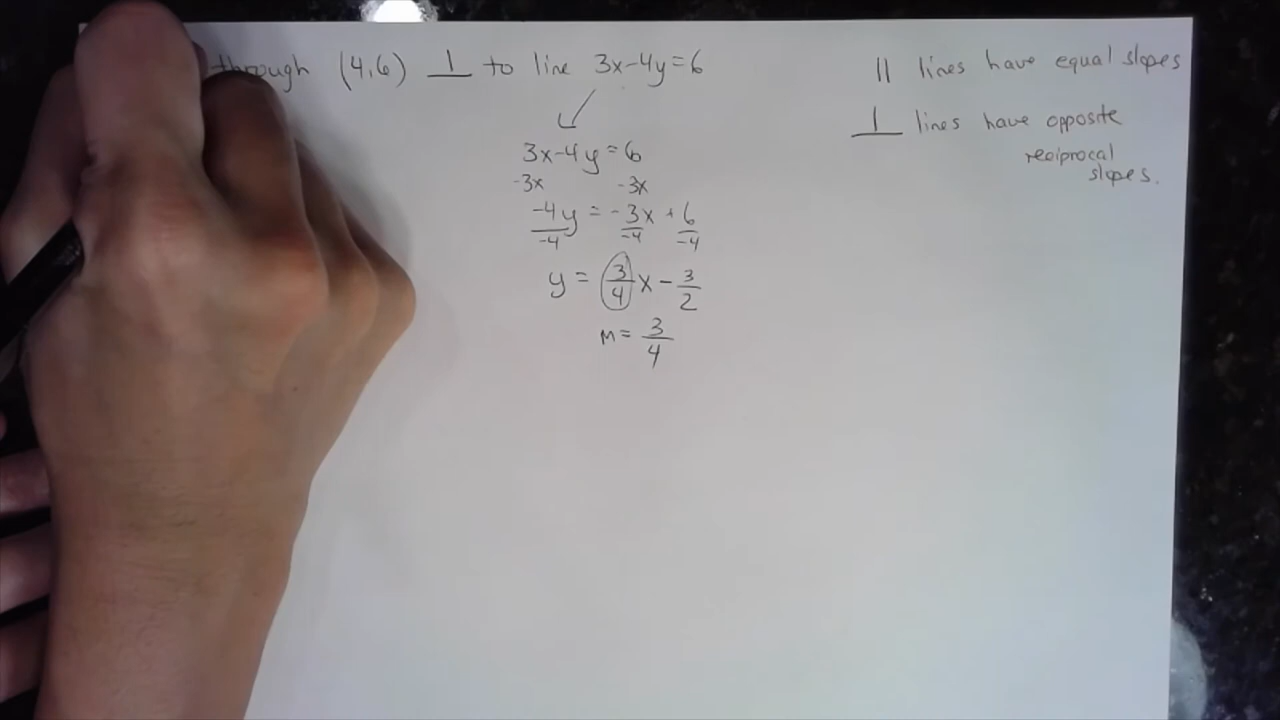 through (4,6) ⊥ to line 3x-4y=6
3x-4y=6
-3x -3x
-4y = -3x + 6
-4 -4 -4
y = 3/4 x - 3/2
m = 3/4
|| lines have equal slopes
⊥ lines have opposite
reciprocal
slopes.